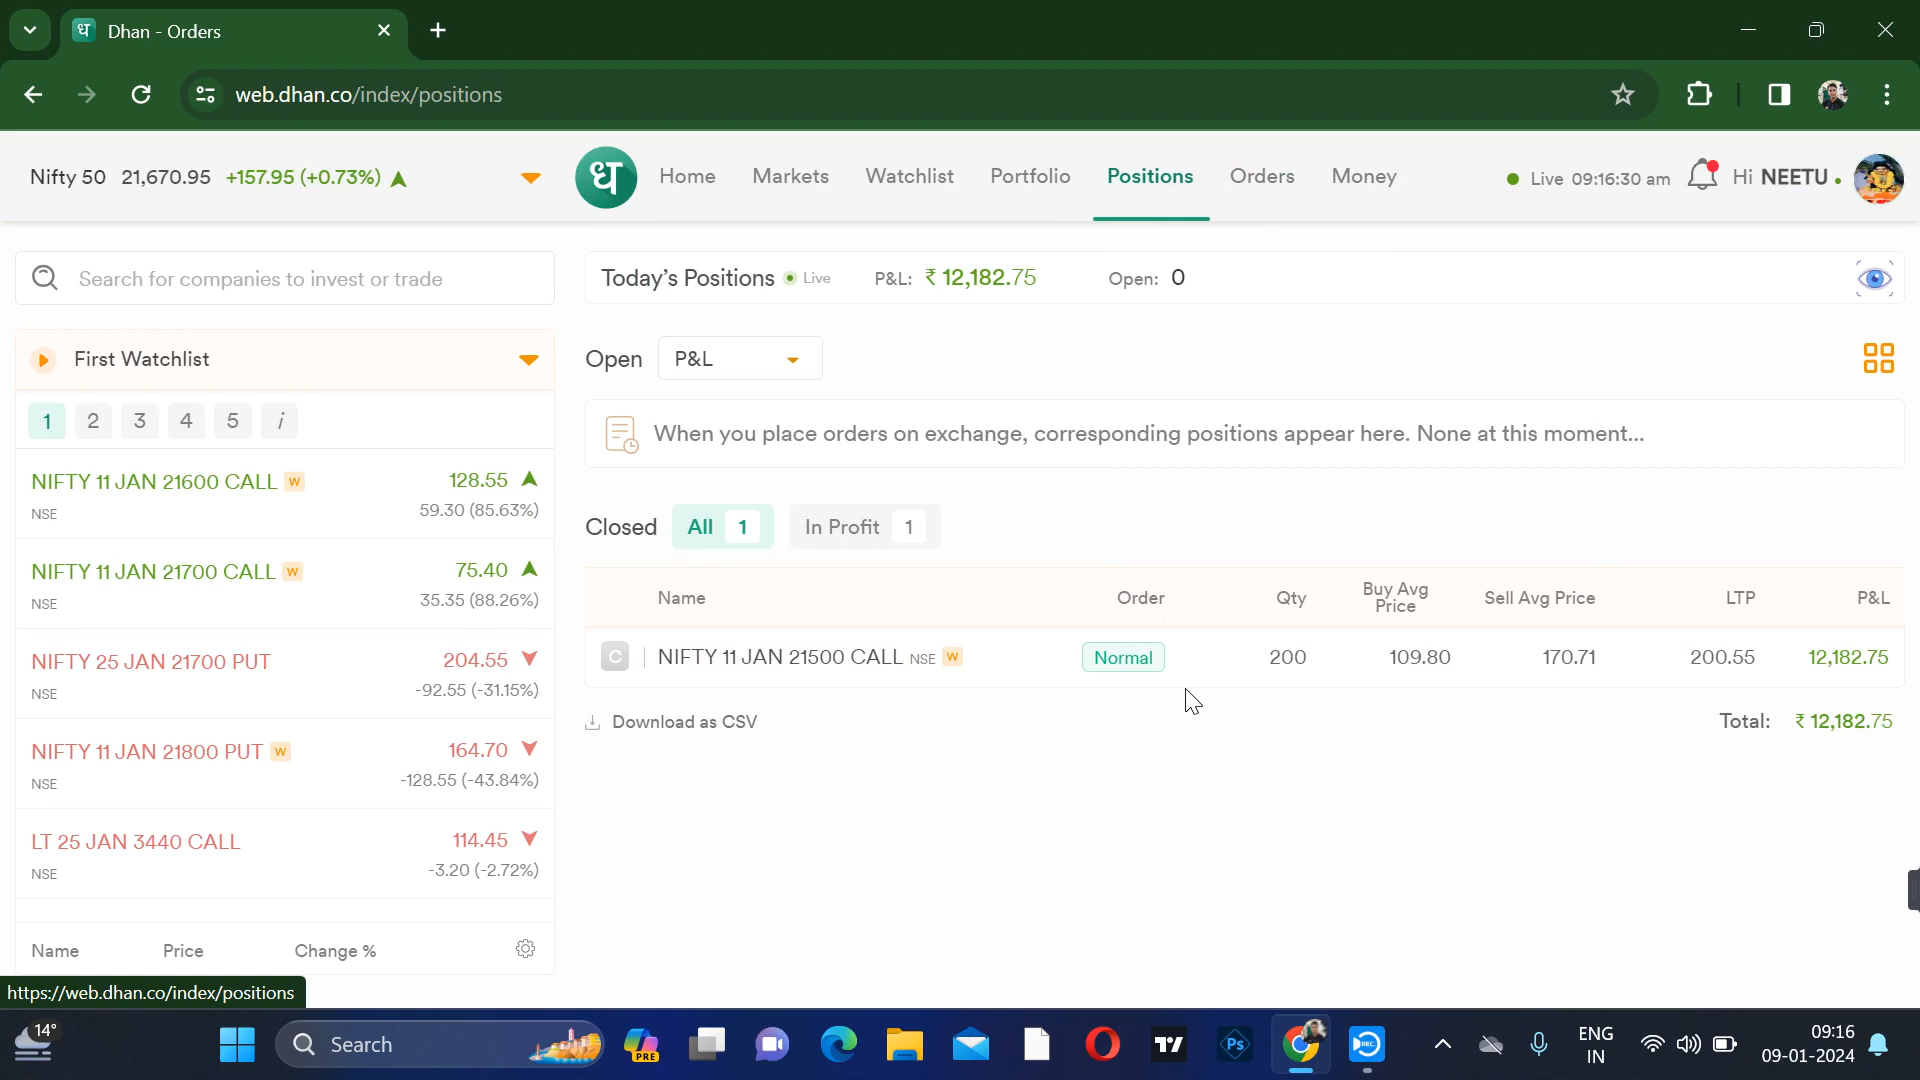 Dhan - Orders
web.dhan.co/index/positions
Nifty 50 21,670.95 +157.95 (+0.73%)
ध
Home Markets Watchlist Portfolio Positions Orders Money
Live 09:16:30 am
Hi NEETU
Search for companies to invest or trade
Today's Positions Live P&L: ₹ 12,182.75 Open: 0
First Watchlist
1 2 3 4 5 i
NIFTY 11 JAN 21600 CALL W 128.55
NSE 59.30 (85.63%)
NIFTY 11 JAN 21700 CALL W 75.40
NSE 35.35 (88.26%)
NIFTY 25 JAN 21700 PUT 204.55
NSE -92.55 (-31.15%)
NIFTY 11 JAN 21800 PUT W 164.70
NSE -128.55 (-43.84%)
LT 25 JAN 3440 CALL 114.45
NSE -3.20 (-2.72%)
Name Price Change %
Open P&L
When you place orders on exchange, corresponding positions appear here. None at this moment...
Closed All 1 In Profit 1
Name Order Qty Buy Avg Price Sell Avg Price LTP P&L
C NIFTY 11 JAN 21500 CALL NSE W Normal 200 109.80 170.71 200.55 12,182.75
Download as CSV Total: ₹ 12,182.75
https://web.dhan.co/index/positions
14°
Search
PRE
Ps
REC
ENG
IN
09:16
09-01-2024